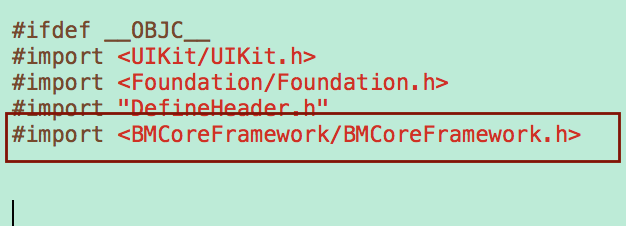 #ifdef __OBJC__
#import <UIKit/UIKit.h>
#import <Foundation/Foundation.h>
#import "DefineHeader.h"
#import <BMCoreFramework/BMCoreFramework.h>